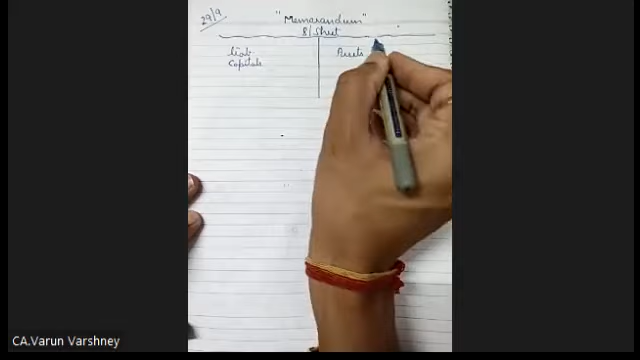 29/9
"Memorandum"
B/Sheet
Liab Assets
Capitals
CA.Varun Varshney